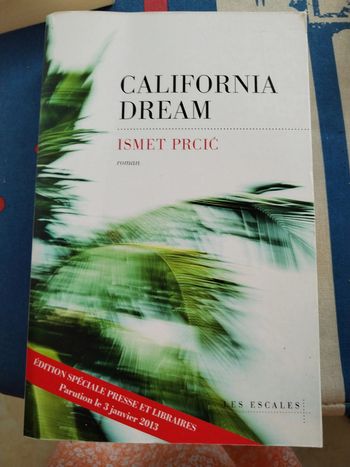 CALIFORNIA
DREAM
ISMET PRCIĆ
roman
ÉDITION SPÉCIALE PRESSE ET LIBRAIRES
Parution le 3 janvier 2013
LES ESCALES